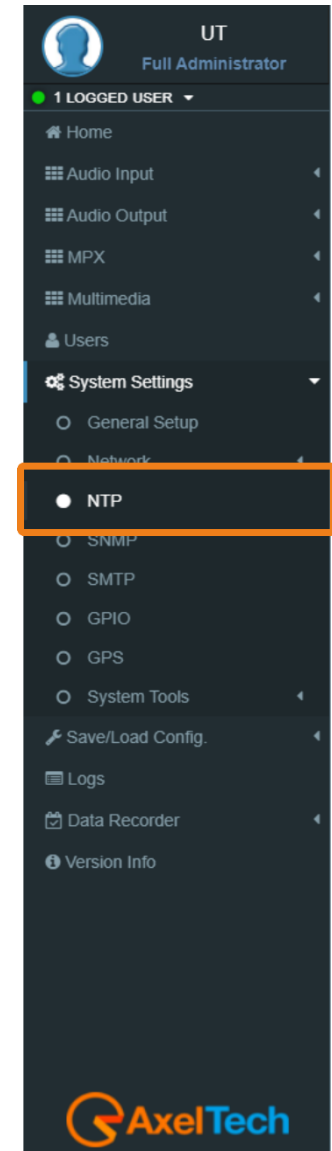 UT
Full Administrator
1 LOGGED USER
Home
Audio Input
Audio Output
MPX
Multimedia
Users
System Settings
General Setup
Network
NTP
SNMP
SMTP
GPIO
GPS
System Tools
Save/Load Config.
Logs
Data Recorder
Version Info
AxelTech